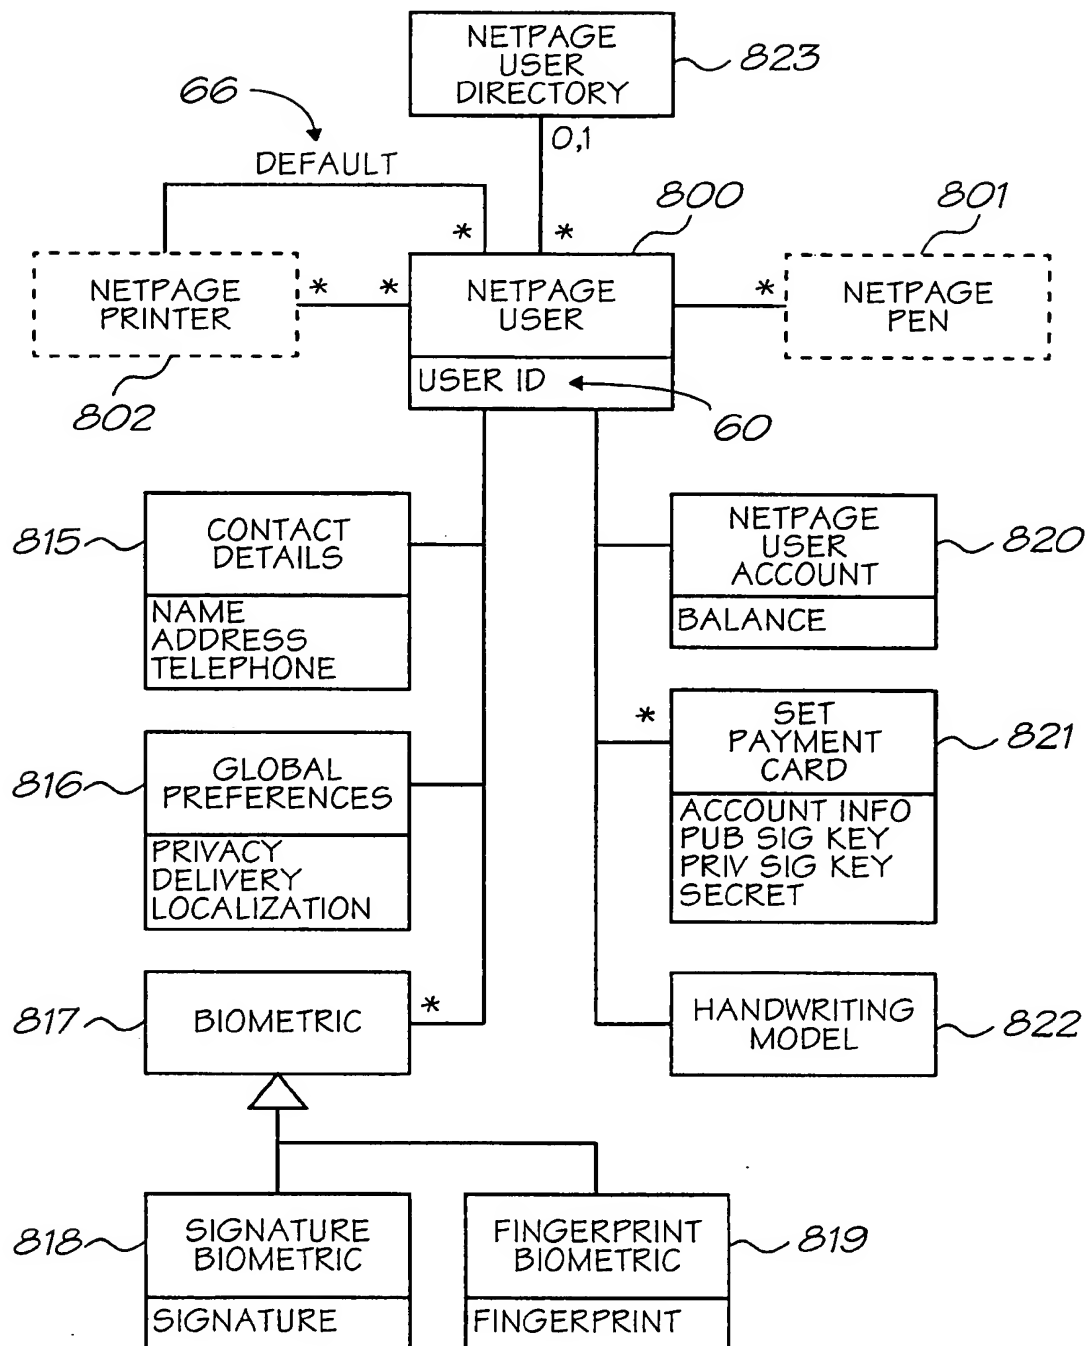 NETPAGE
USER
DIRECTORY
823
66
0,1
DEFAULT
800
801
*
*
NETPAGE
PRINTER
*
*
NETPAGE
USER
*
NETPAGE
PEN
USER ID
802
60
815
CONTACT
DETAILS
NAME
ADDRESS
TELEPHONE
NETPAGE
USER
ACCOUNT
820
BALANCE
816
GLOBAL
PREFERENCES
PRIVACY
DELIVERY
LOCALIZATION
*
SET
PAYMENT
CARD
821
ACCOUNT INFO
PUB SIG KEY
PRIV SIG KEY
SECRET
817
BIOMETRIC
*
HANDWRITING
MODEL
822
818
SIGNATURE
BIOMETRIC
SIGNATURE
FINGERPRINT
BIOMETRIC
819
FINGERPRINT